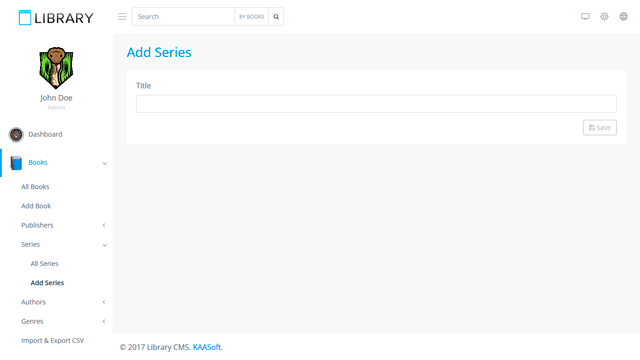 LIBRARY
Search
BY BOOKS
Add Series
John Doe
Admin
Title
Save
Dashboard
Books
All Books
Add Book
Publishers
Series
All Series
Add Series
Authors
Genres
Import & Export CSV
© 2017 Library CMS. KAASoft.